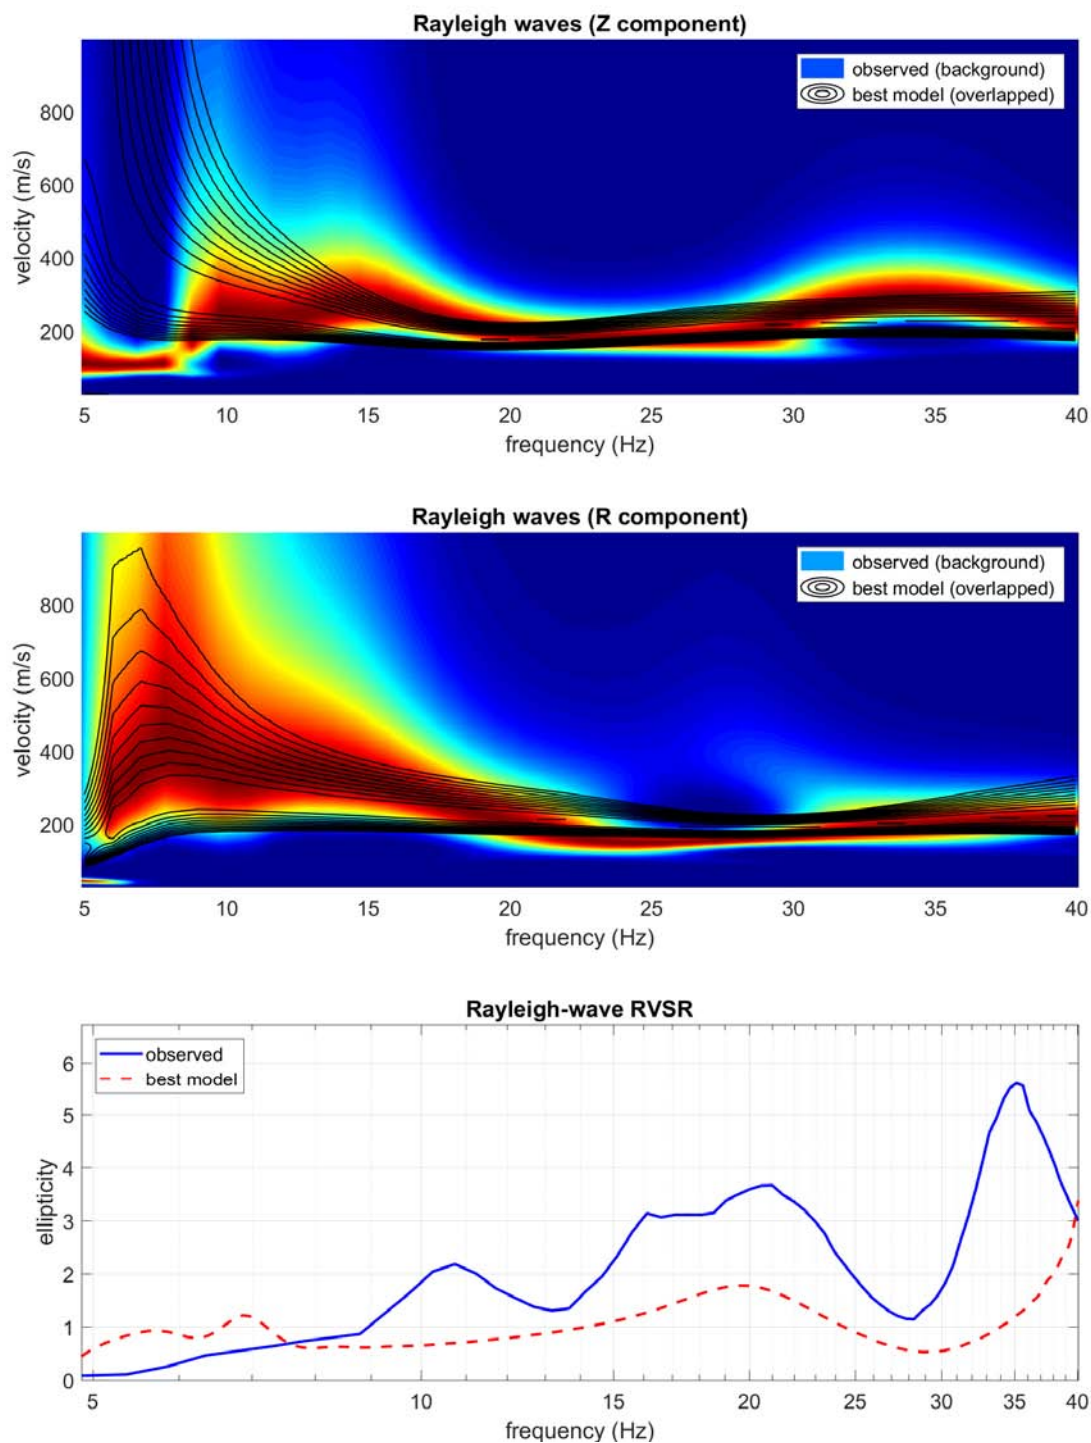 Rayleigh waves (Z component)
observed (background)
best model (overlapped)
800
600
400
200
velocity (m/s)
5 10 15 20 25 30 35 40
frequency (Hz)
Rayleigh waves (R component)
observed (background)
best model (overlapped)
800
600
400
200
velocity (m/s)
5 10 15 20 25 30 35 40
frequency (Hz)
Rayleigh-wave RVSR
observed
best model
6
5
4
3
2
1
0
ellipticity
5 10 15 20 25 30 35 40
frequency (Hz)